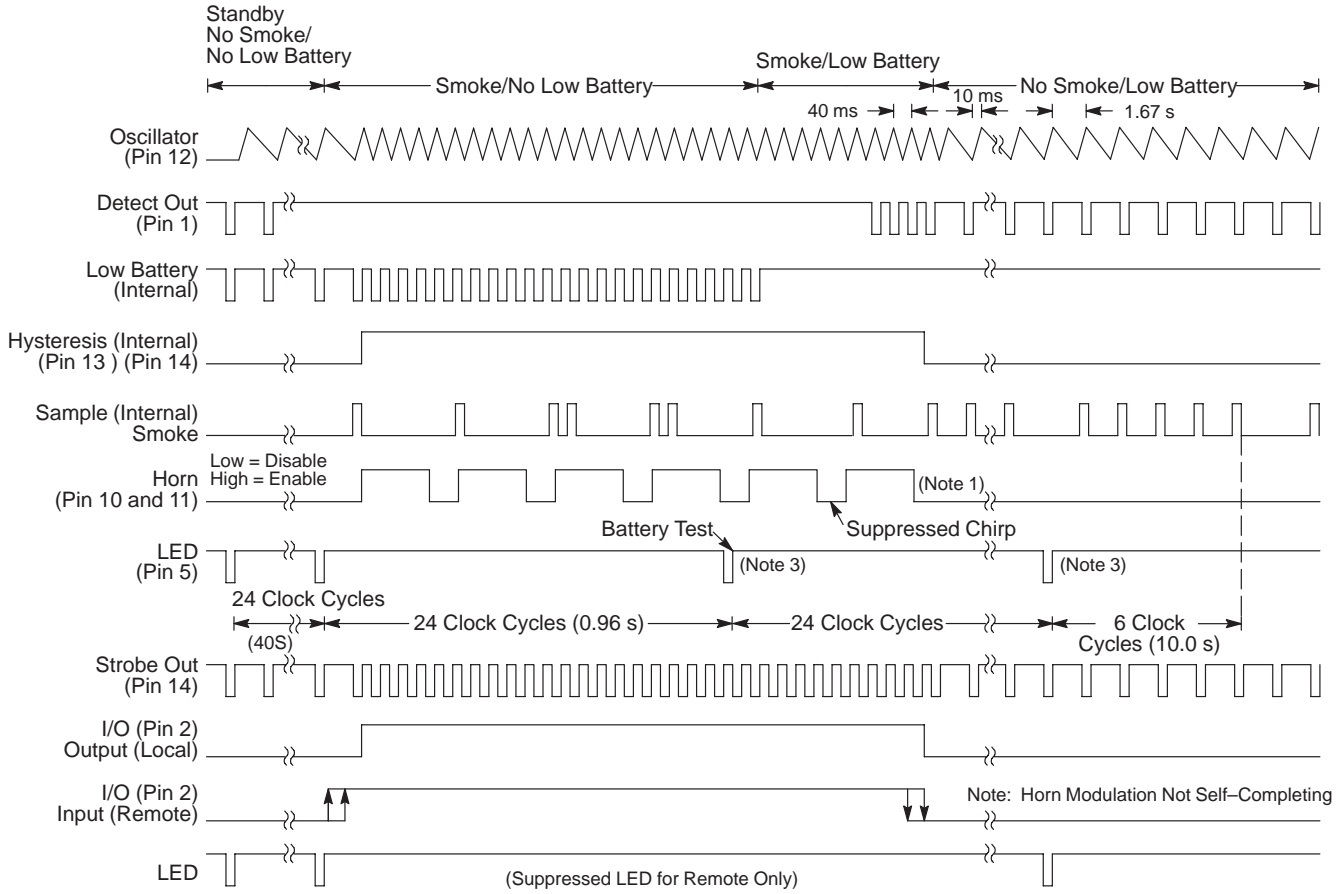 Standby
No Smoke/
No Low Battery
Smoke/No Low Battery
Smoke/Low Battery
No Smoke/Low Battery
40 ms
10 ms
1.67 s
Oscillator
(Pin 12)
Detect Out
(Pin 1)
Low Battery
(Internal)
Hysteresis (Internal)
(Pin 13 ) (Pin 14)
Sample (Internal)
Smoke
Low = Disable
High = Enable
Horn
(Pin 10 and 11)
(Note 1)
Suppressed Chirp
Battery Test
LED
(Pin 5)
(Note 3)
(Note 3)
24 Clock Cycles
(40S)
24 Clock Cycles (0.96 s)
24 Clock Cycles
6 Clock
Cycles (10.0 s)
Strobe Out
(Pin 14)
I/O (Pin 2)
Output (Local)
I/O (Pin 2)
Input (Remote)
Note: Horn Modulation Not Self–Completing
LED
(Suppressed LED for Remote Only)